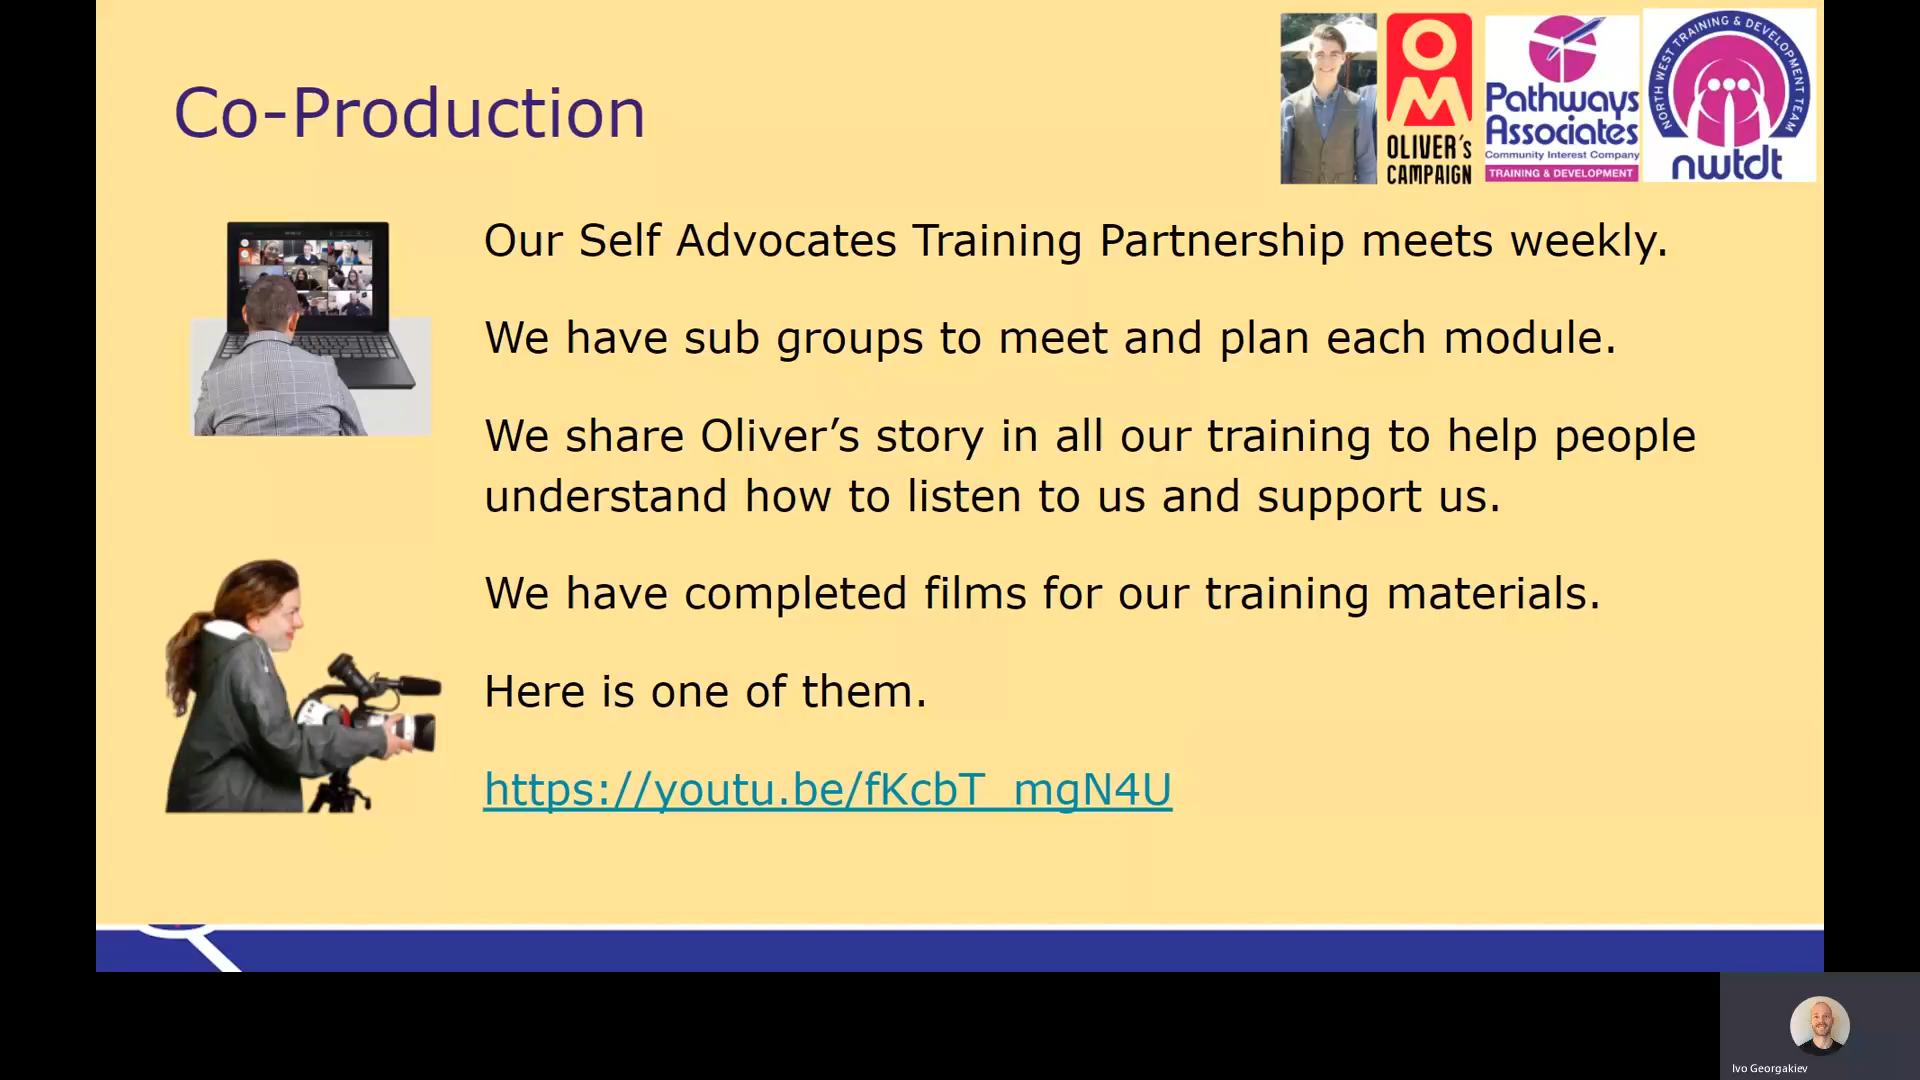 Co-Production
OM
OLIVER's
CAMPAIGN
Pathways
Associates
Community Interest Company
TRAINING & DEVELOPMENT
NORTH WEST TRAINING & DEVELOPMENT TEAM
nwtdt
Our Self Advocates Training Partnership meets weekly.
We have sub groups to meet and plan each module.
We share Oliver’s story in all our training to help people
understand how to listen to us and support us.
We have completed films for our training materials.
Here is one of them.
https://youtu.be/fKcbT_mgN4U
Ivo Georgakiev